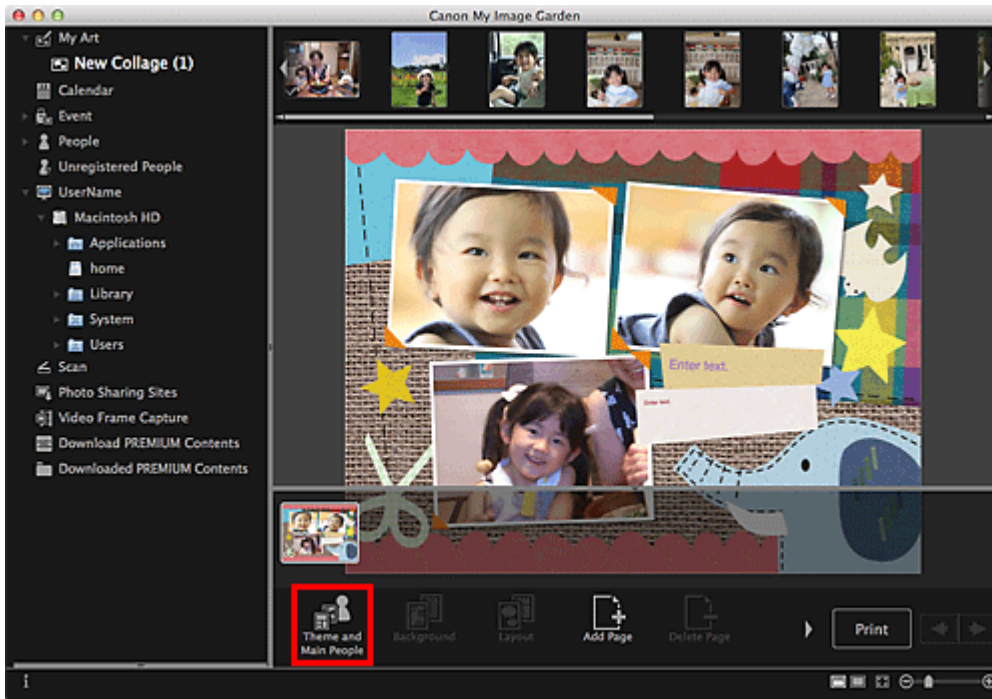 Canon My Image Garden
My Art
New Collage (1)
Calendar
Event
People
Unregistered People
UserName
Macintosh HD
Applications
home
Library
System
Users
Scan
Photo Sharing Sites
Video Frame Capture
Download PREMIUM Contents
Downloaded PREMIUM Contents
Enter text.
Enter text.
Theme and
Main People
Background
Layout
Add Page
Delete Page
Print